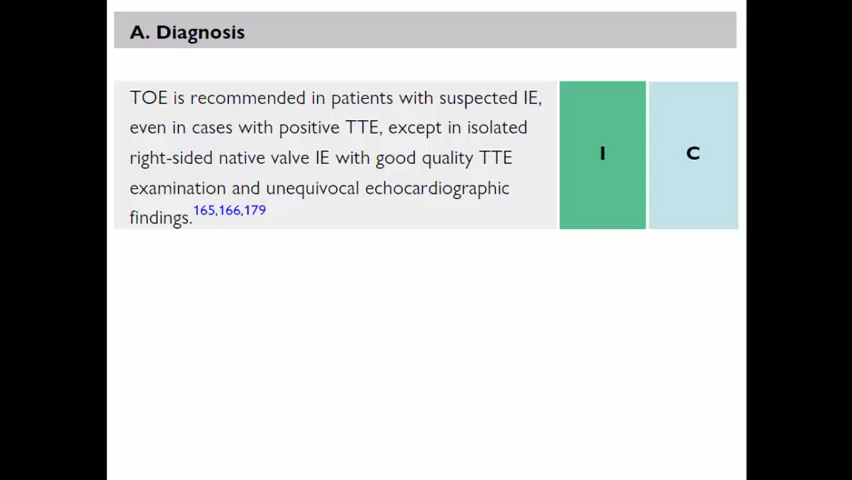 A. Diagnosis
TOE is recommended in patients with suspected IE,
even in cases with positive TTE, except in isolated
right-sided native valve IE with good quality TTE
examination and unequivocal echocardiographic
findings.165,166,179
I
C